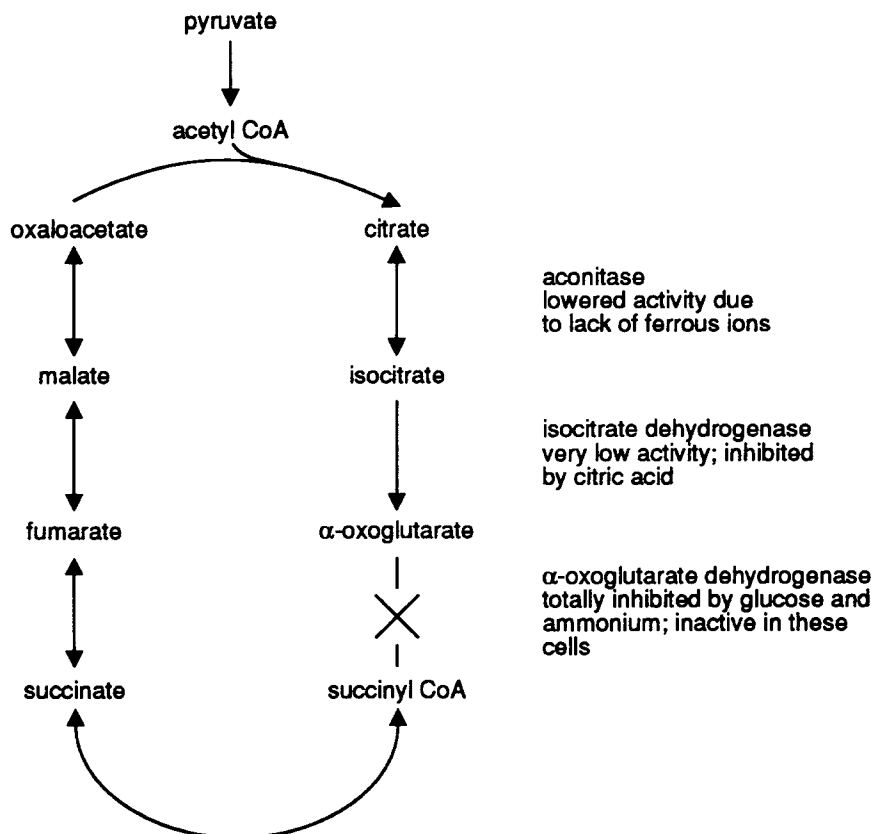 pyruvate
acetyl CoA
oxaloacetate
citrate
aconitase
lowered activity due
to lack of ferrous ions
malate
isocitrate
isocitrate dehydrogenase
very low activity; inhibited
by citric acid
fumarate
α-oxoglutarate
α-oxoglutarate dehydrogenase
totally inhibited by glucose and
ammonium; inactive in these
cells
succinate
succinyl CoA